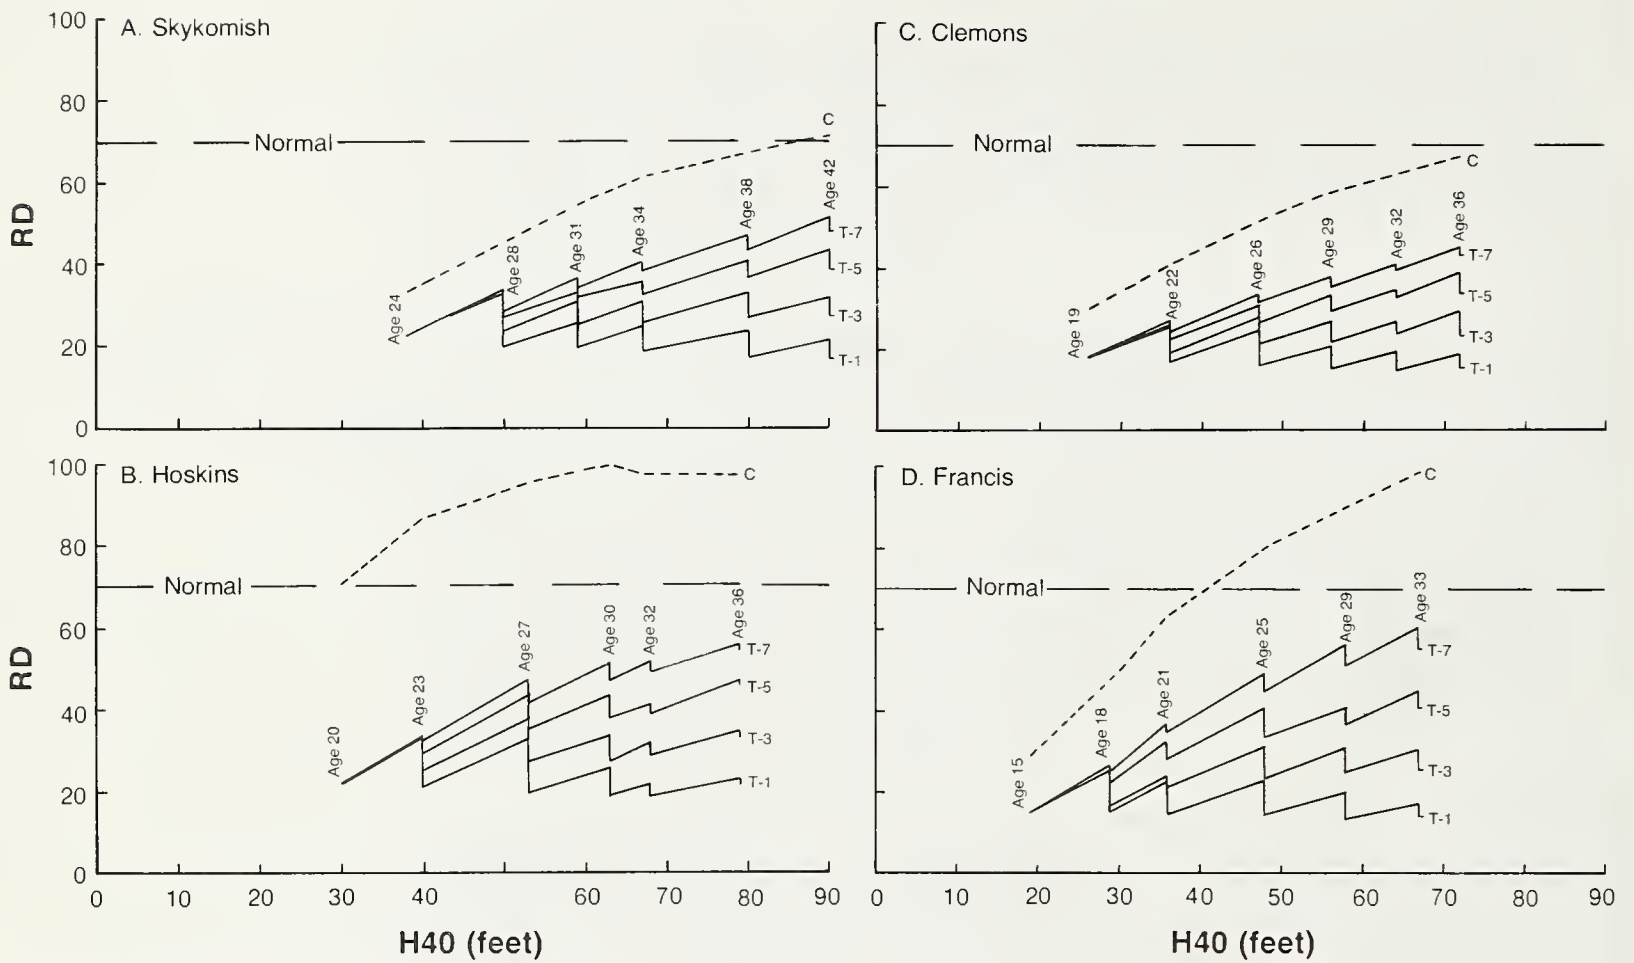 A. Skykomish
100
80
60
40
20
0
RD
Normal
C
Age 24
Age 28
Age 31
Age 34
Age 38
Age 42
T-7
T-5
T-3
T-1
C. Clemons
Normal
C
Age 19
Age 22
Age 26
Age 29
Age 32
Age 36
T-7
T-5
T-3
T-1
B. Hoskins
100
80
60
40
20
0
RD
Normal
C
Age 20
Age 23
Age 27
Age 30
Age 32
Age 36
T-7
T-5
T-3
T-1
0 10 20 30 40 60 70 80 90
H40 (feet)
D. Francis
Normal
C
Age 15
Age 18
Age 21
Age 25
Age 29
Age 33
T-7
T-5
T-3
T-1
0 10 20 30 40 50 60 70 80 90
H40 (feet)